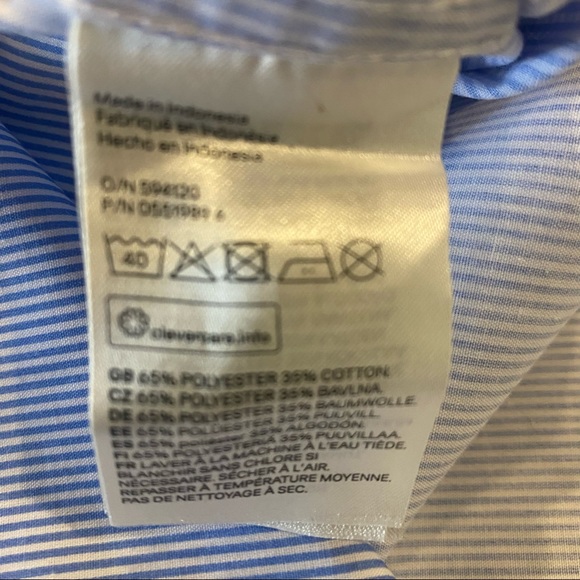 Made in Indonesia
Fabriqué en Indonésie
Hecho en Indonesia
O/N 594120
P/N
40
clevercare.info
GB 65% POLYESTER 35% COTTON.
CZ 65% POLYESTER 35% BAVLNA.
DE 65% POLYESTER 35% BAUMWOLLE.
EE 65% POLÜESTER 35% PUUVILL.
ES 65% POLIÉSTER 35% ALGODÓN.
FI 65% POLYESTERIA 35% PUUVILLAA.
FR LAVER À LA MACHINE À L'EAU TIÈDE.
BLANCHIR SANS CHLORE SI
NÉCESSAIRE. SÉCHER À L'AIR.
REPASSER À TEMPÉRATURE MOYENNE.
PAS DE NETTOYAGE À SEC.